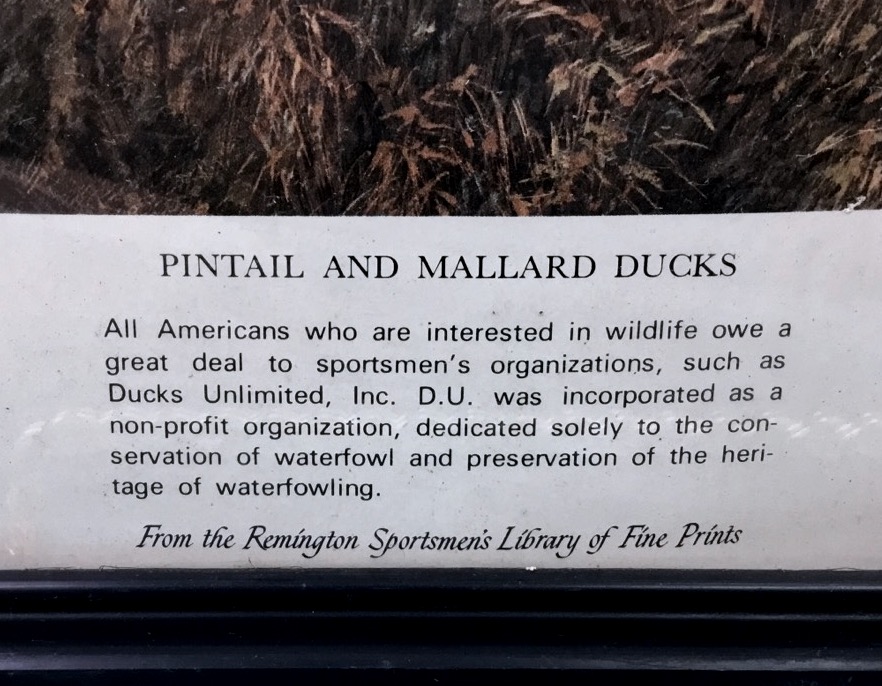 PINTAIL AND MALLARD DUCKS
All Americans who are interested in wildlife owe a
great deal to sportsmen's organizations, such as
Ducks Unlimited, Inc. D.U. was incorporated as a
non-profit organization, dedicated solely to the con-
servation of waterfowl and preservation of the heri-
tage of waterfowling.
From the Remington Sportsmen's Library of Fine Prints